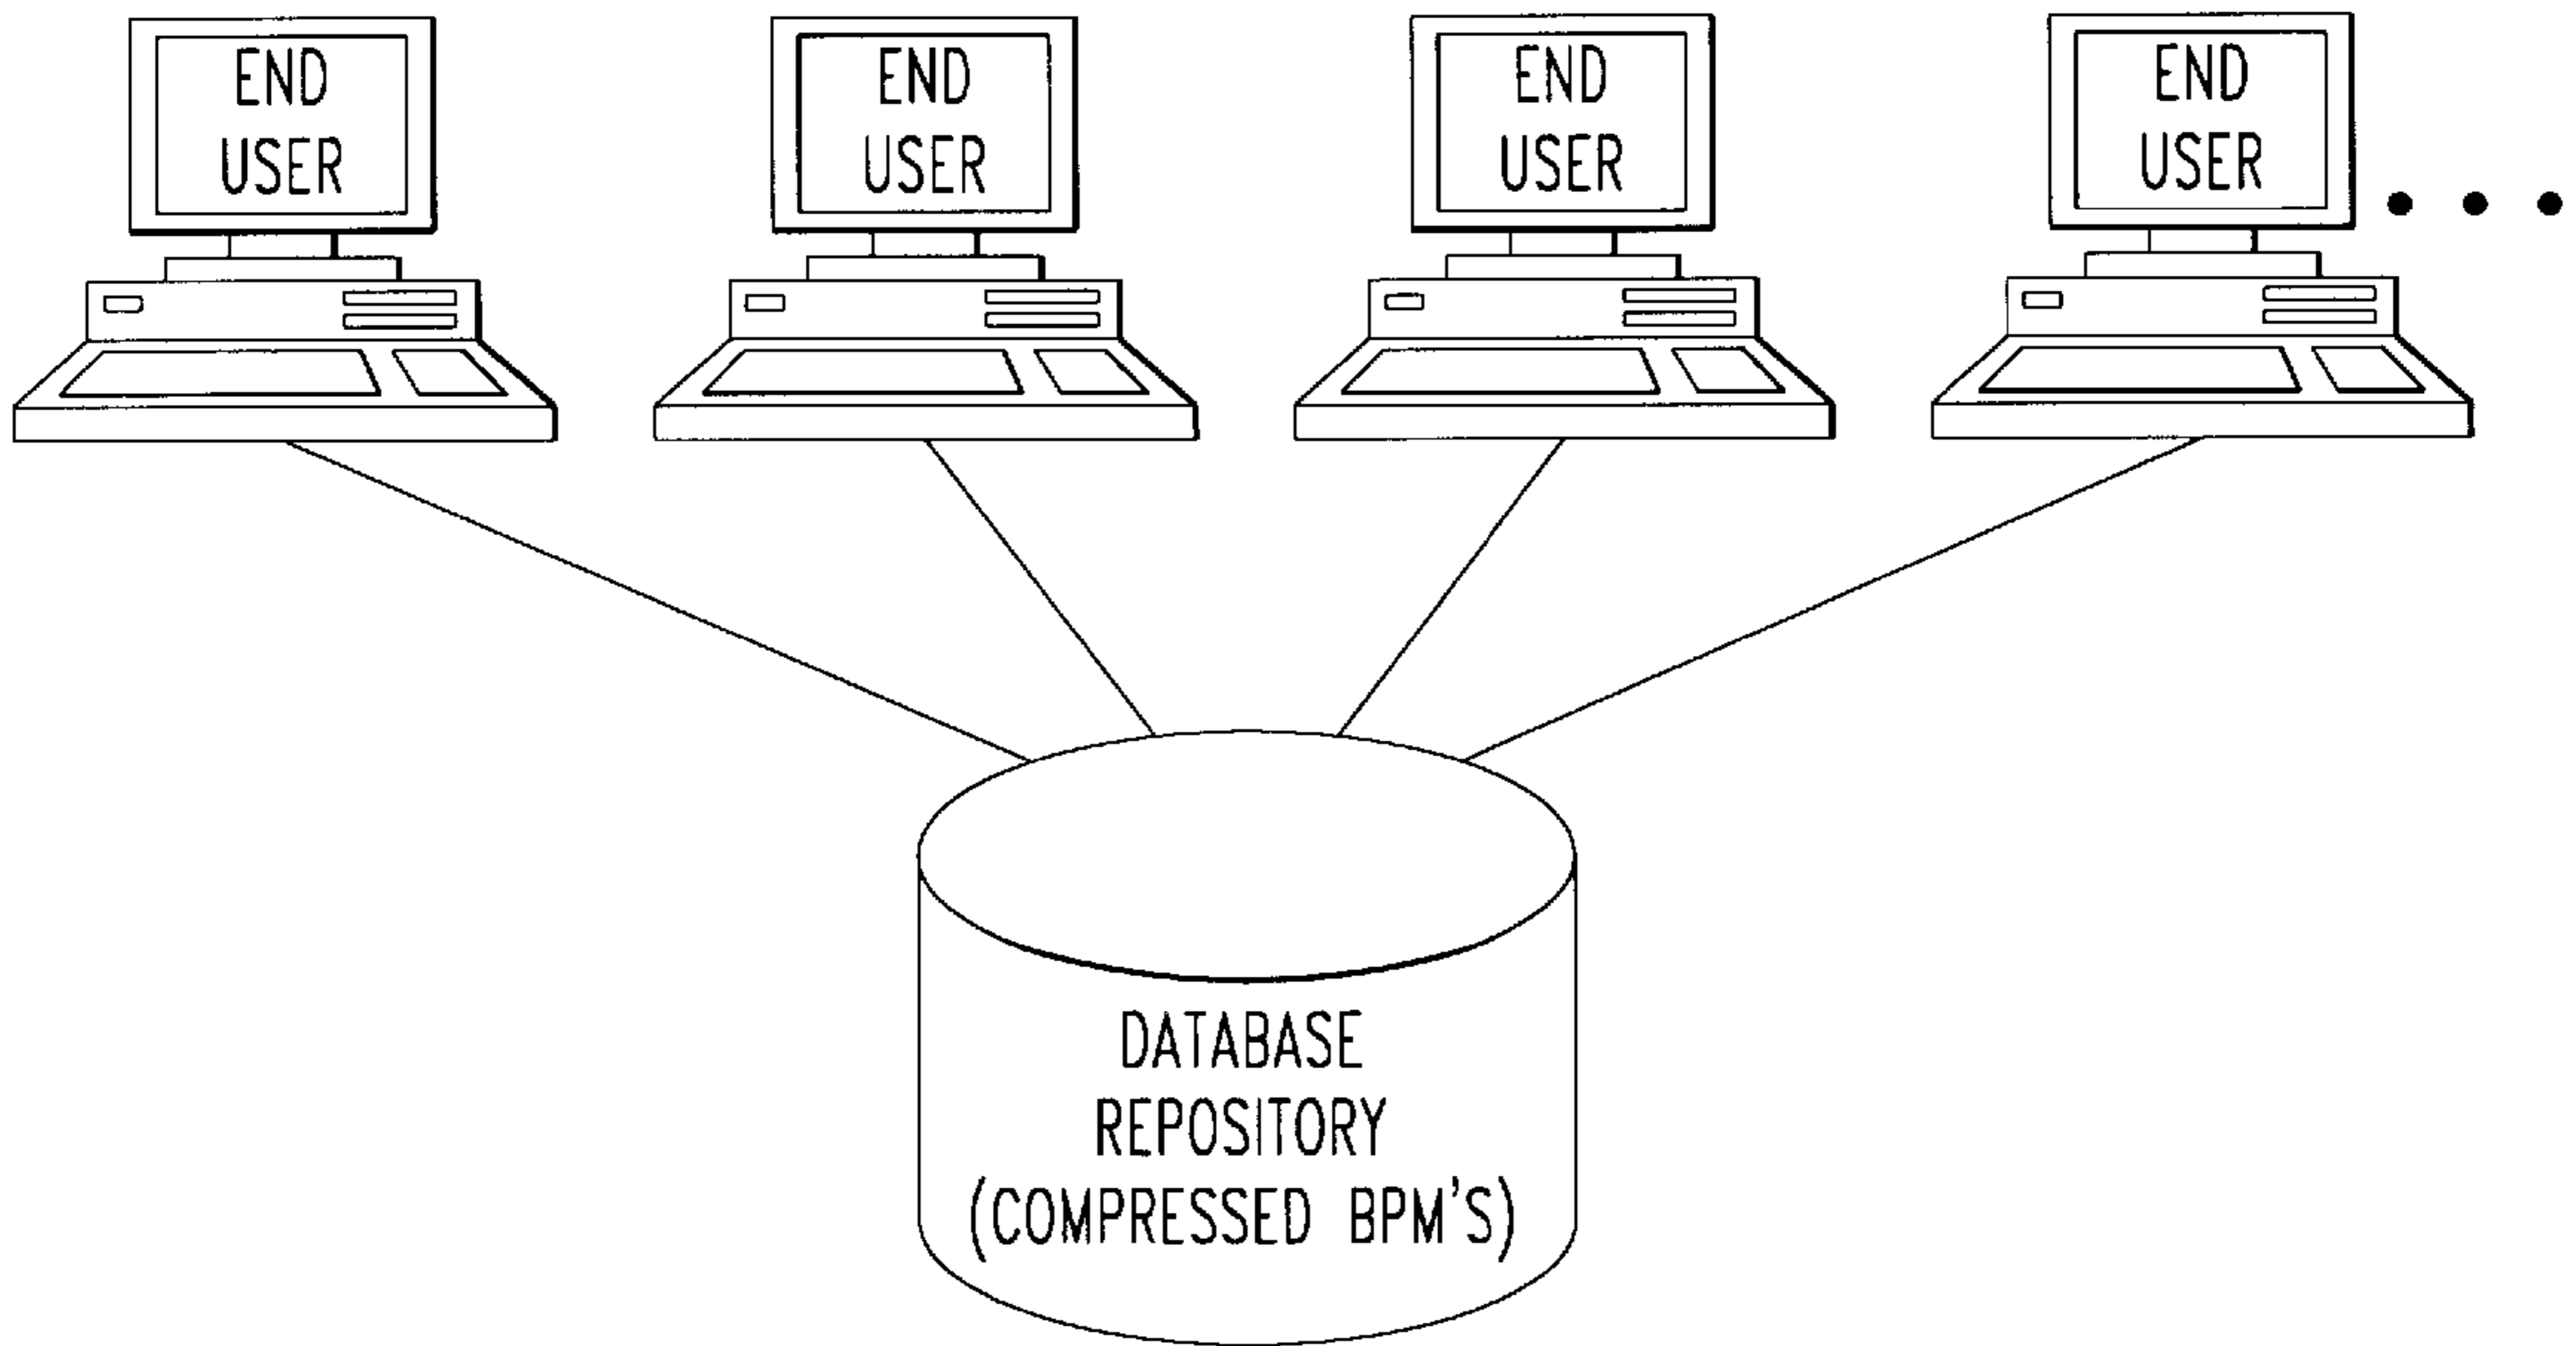 END
USER
END
USER
END
USER
END
USER
DATABASE
REPOSITORY
(COMPRESSED BPM'S)